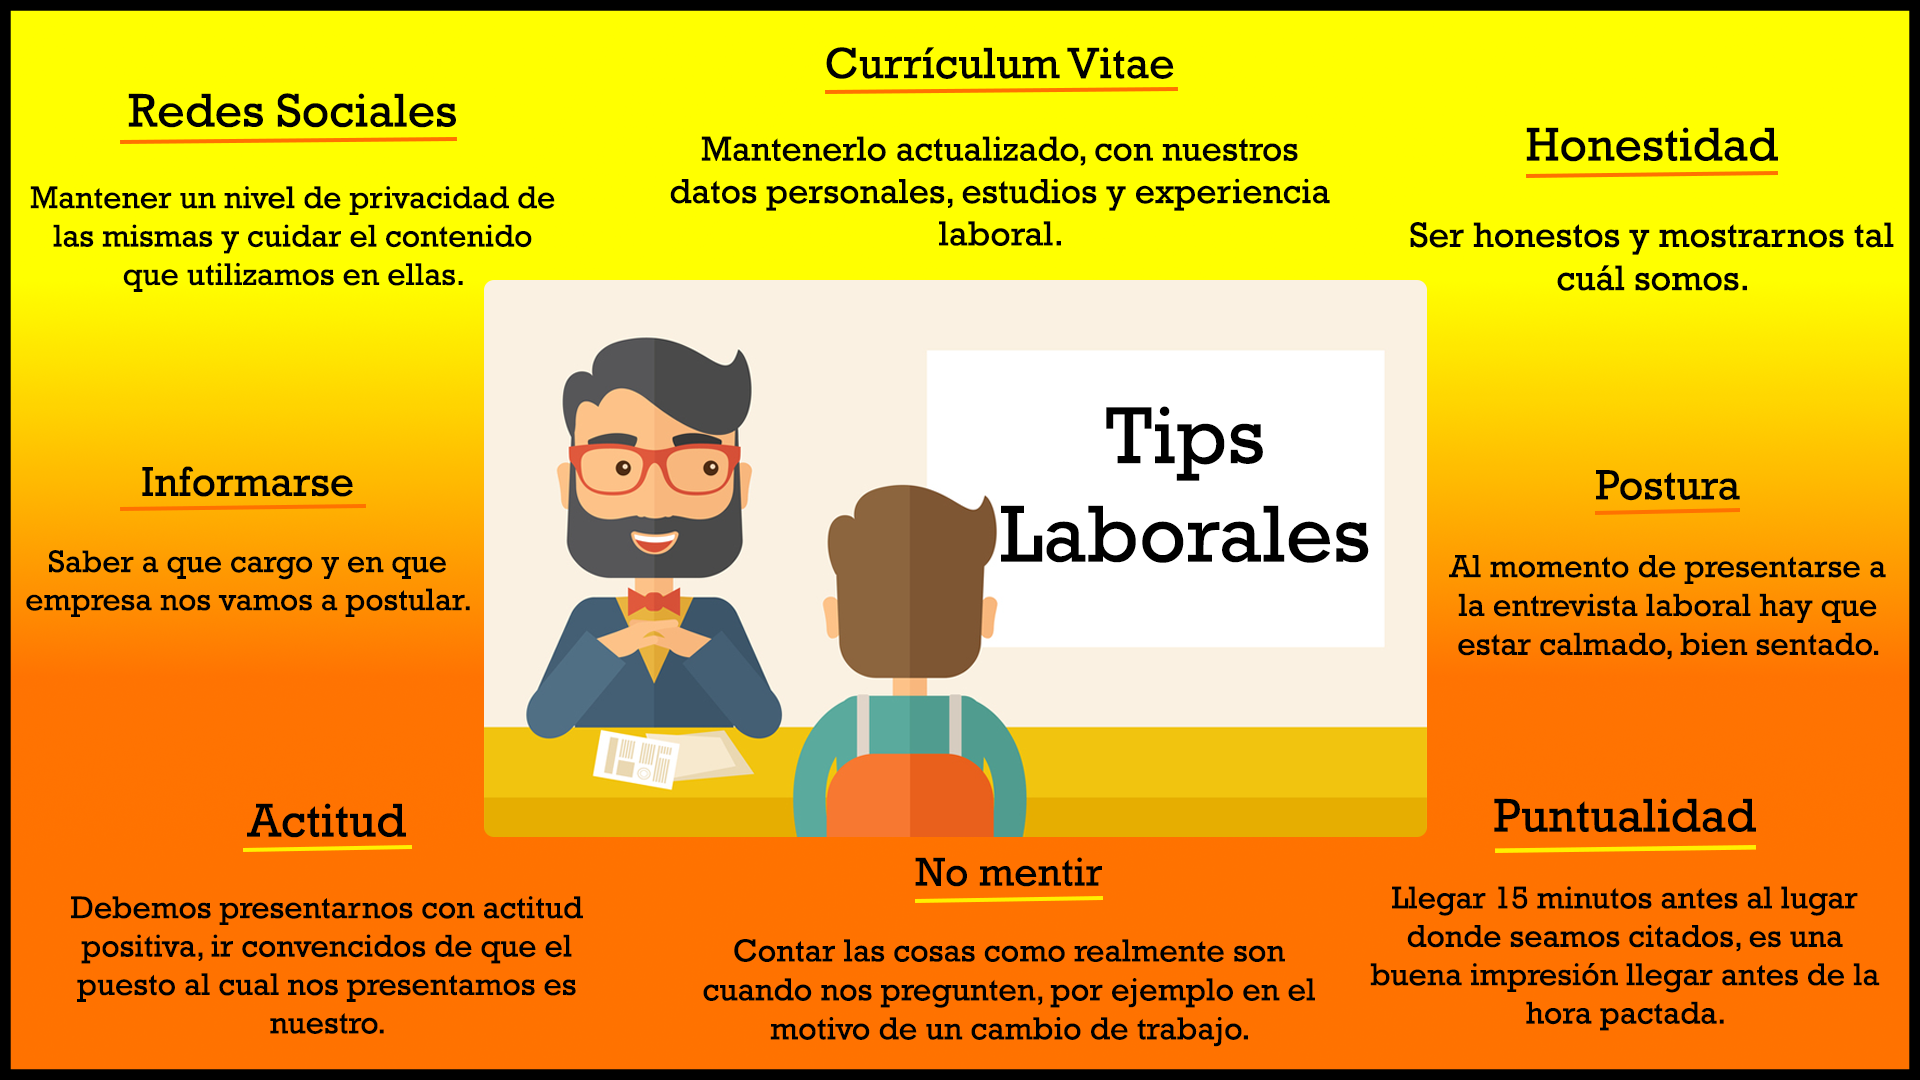 Currículum Vitae
Mantenerlo actualizado, con nuestros
datos personales, estudios y experiencia
laboral.
Redes Sociales
Mantener un nivel de privacidad de
las mismas y cuidar el contenido
que utilizamos en ellas.
Honestidad
Ser honestos y mostrarnos tal
cuál somos.
Tips
Laborales
Informarse
Saber a que cargo y en que
empresa nos vamos a postular.
Postura
Al momento de presentarse a
la entrevista laboral hay que
estar calmado, bien sentado.
Actitud
Debemos presentarnos con actitud
positiva, ir convencidos de que el
puesto al cual nos presentamos es
nuestro.
No mentir
Contar las cosas como realmente son
cuando nos pregunten, por ejemplo en el
motivo de un cambio de trabajo.
Puntualidad
Llegar 15 minutos antes al lugar
donde seamos citados, es una
buena impresión llegar antes de la
hora pactada.